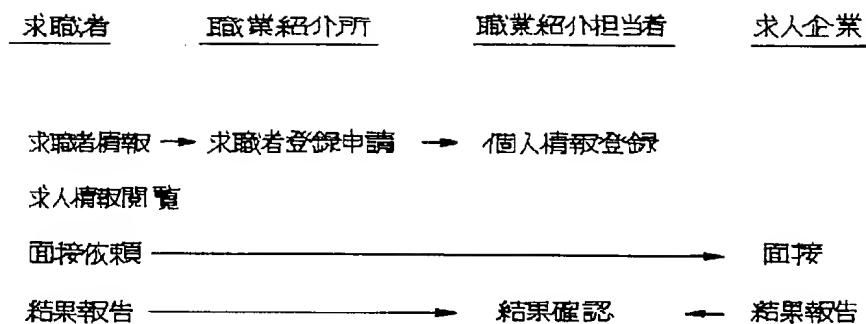 求職者 職業紹介所 職業紹介担当者 求人企業
求職者情報 → 求職者登録申請 → 個人情報登録
求人情報閲覧
面接依頼 → 面接
結果報告 → 結果確認 ← 結果報告